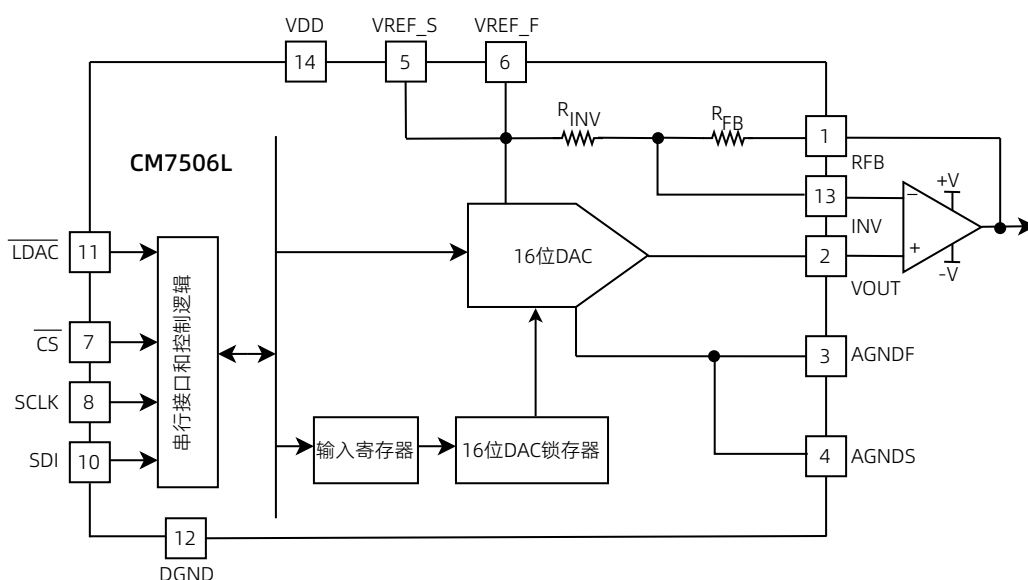 VDD
VREF_S
VREF_F
14
5
6
RINV
RFB
1
RFB
CM7506L
13
+V
−
INV
LDAC
11
16位DAC
2
+
-V
VOUT
串行接口和控制逻辑
CS
7
3
AGNDF
SCLK
8
SDI
10
输入寄存器
16位DAC锁存器
4
AGNDS
12
DGND